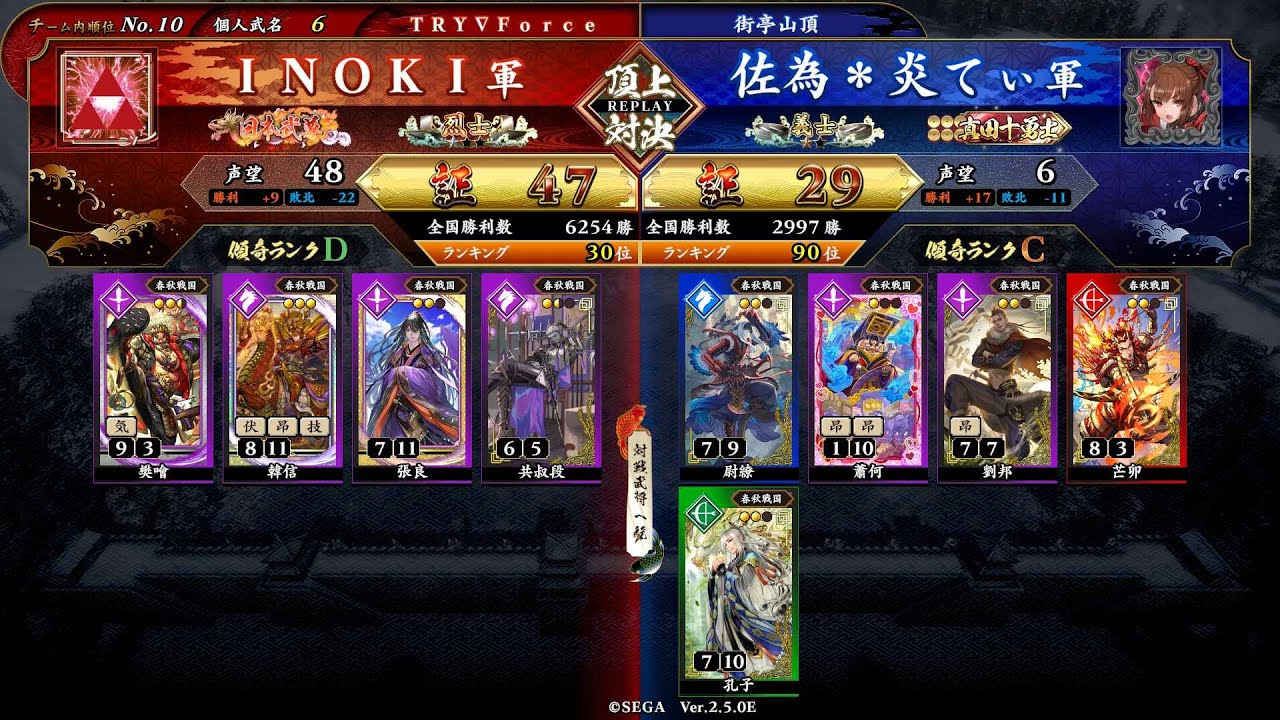 チーム内順位 No.10 個人武名 6 TRY∇Force 街亭山頂
INOKI軍 頂上 REPLAY 対決 佐為*炎てぃ軍
烈士 義士 真田十勇士
声望 48 証 47 証 29 声望 6
勝利 +9 敗北 -22 勝利 +17 敗北 -11
全国勝利数 6254勝 全国勝利数 2997勝
傾奇ランクD ランキング 30位 ランキング 90位 傾奇ランクC
春秋戦国 春秋戦国 春秋戦国 春秋戦国 春秋戦国 春秋戦国 春秋戦国 春秋戦国
気 伏 昂 技 昂 昂 昂
9 3 8 11 7 11 6 5 7 9 1 10 7 7 8 3
樊噲 韓信 張良 共叔段 尉繚 蕭何 劉邦 芒卯
対戦武将一覧
春秋戦国
7 10
孔子
©SEGA Ver.2.5.0E